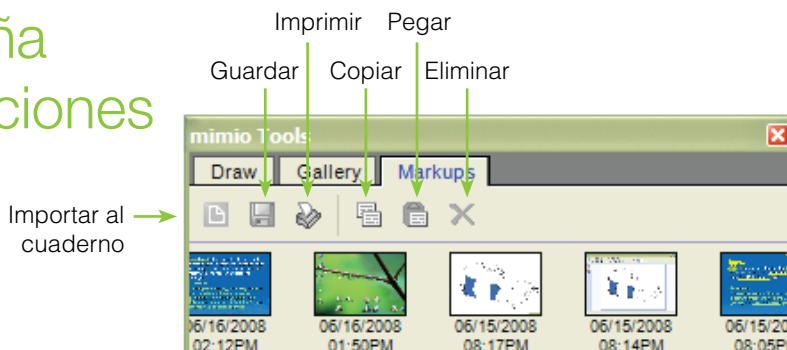 ña
ciones
Imprimir Pegar
Guardar Copiar Eliminar
Importar al
cuaderno
mimio Tools
Draw Gallery Markups
06/16/2008 06/16/2008 06/15/2008 06/15/2008 06/15/20
02:12PM 01:50PM 08:17PM 08:14PM 08:05P